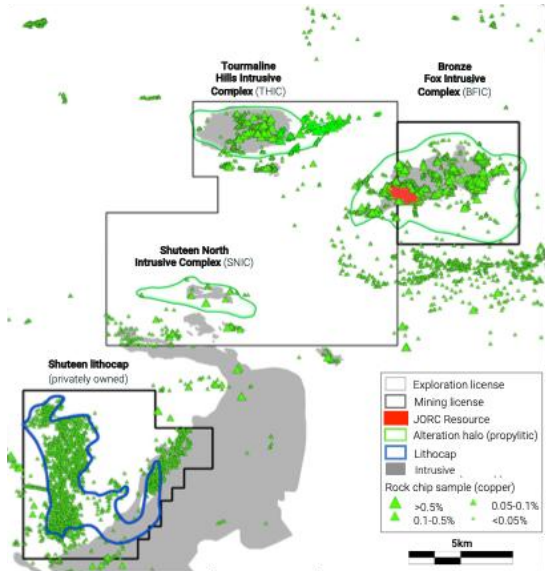 Tourmaline
Hills Intrusive
Complex (THIC)
Bronze
Fox Intrusive
Complex (BFIC)
Shuteen North
Intrusive Complex (SNIC)
Shuteen lithocap
(privately owned)
Exploration license
Mining license
JORC Resource
Alteration halo (propylitic)
Lithocap
Intrusive
Rock chip sample (copper)
>0.5%
0.05-0.1%
0.1-0.5%
<0.05%
5km